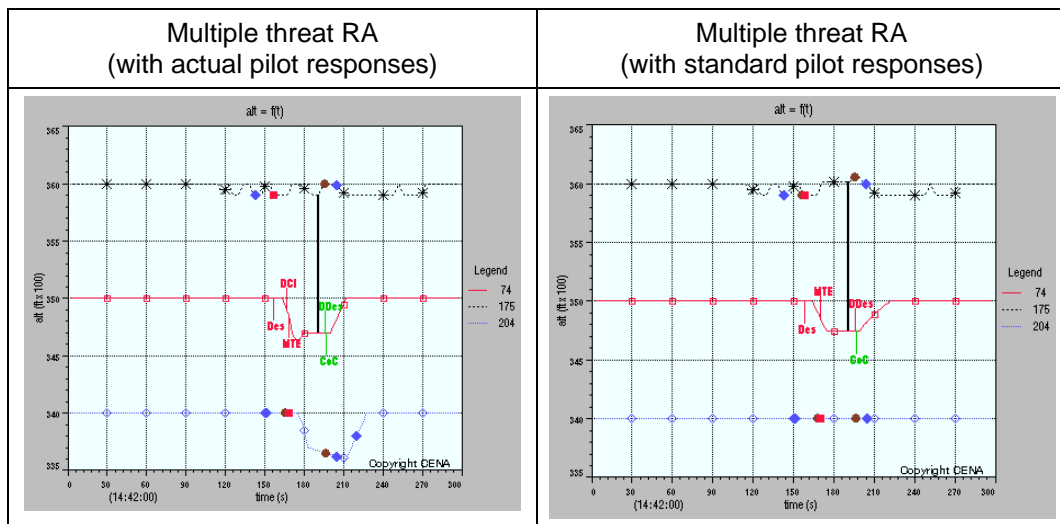 Multiple threat RA
(with actual pilot responses)
Multiple threat RA
(with standard pilot responses)
alt = f(t)
365
360
355
350
345
340
335
alt (ft x 100)
DCl
Des
MTE
DDes
CoC
Legend
74
175
204
Copyright CENA
0 30 60 90 120 150 180 210 240 270 300
(14:42:00) time (s)
alt = f(t)
365
360
355
350
345
340
335
alt (ft x 100)
MTE
Des
DDes
CoC
Legend
74
175
204
Copyright CENA
0 30 60 90 120 150 180 210 240 270 300
(14:42:00) time (s)